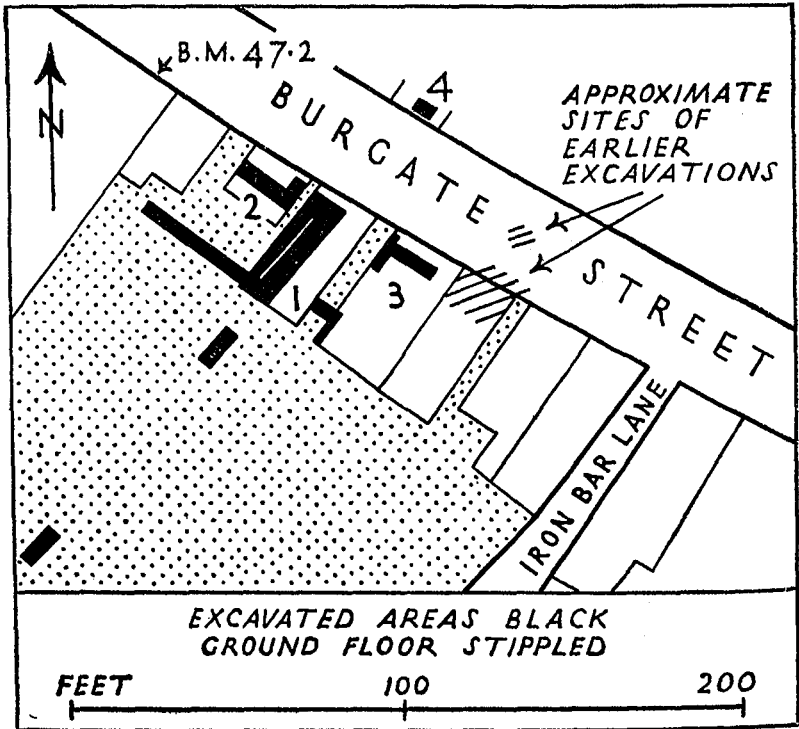 B.M. 47·2
BURGATE STREET
4
APPROXIMATE
SITES OF
EARLIER
EXCAVATIONS
N
2
1
3
IRON BAR LANE
EXCAVATED AREAS BLACK
GROUND FLOOR STIPPLED
FEET 100 200